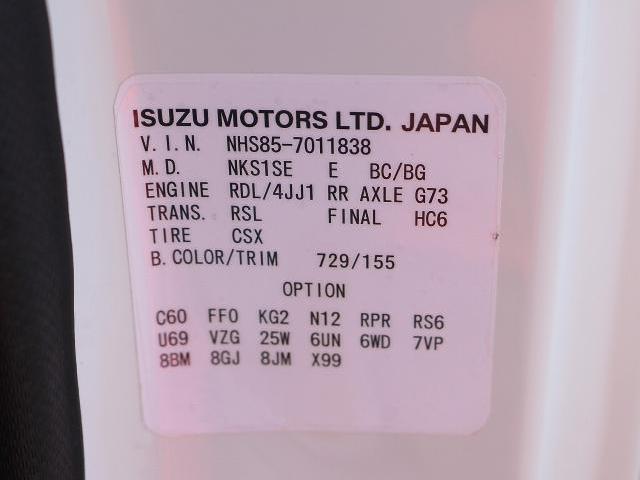 ISUZU MOTORS LTD. JAPAN
V.I.N. NHS85-7011838
M.D. NKS1SE E BC/BG
ENGINE RDL/4JJ1 RR AXLE G73
TRANS. RSL FINAL HC6
TIRE CSX
B.COLOR/TRIM 729/155
OPTION
C60 FF0 KG2 N12 RPR RS6
U69 VZG 25W 6UN 6WD 7VP
8BM 8GJ 8JM X99